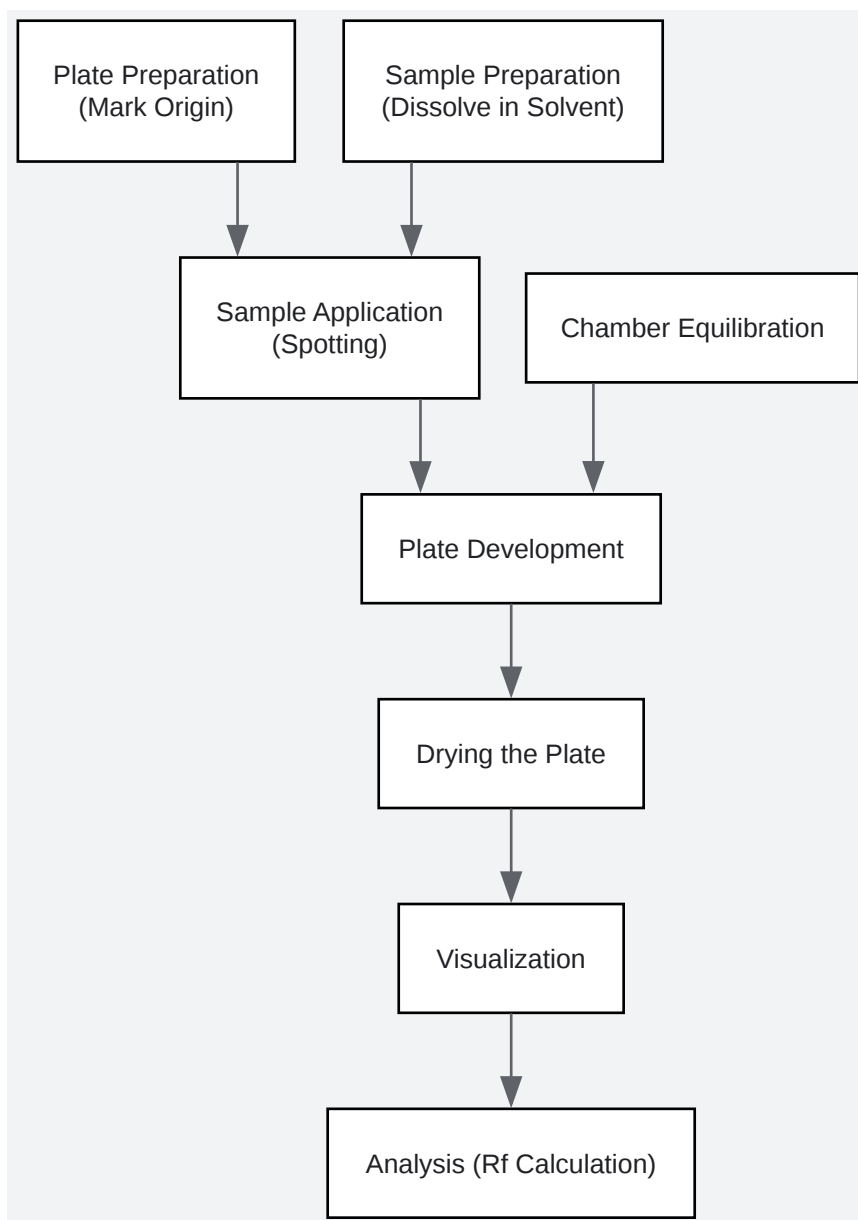 Plate Preparation
(Mark Origin)
Sample Preparation
(Dissolve in Solvent)
Sample Application
(Spotting)
Chamber Equilibration
Plate Development
Drying the Plate
Visualization
Analysis (Rf Calculation)